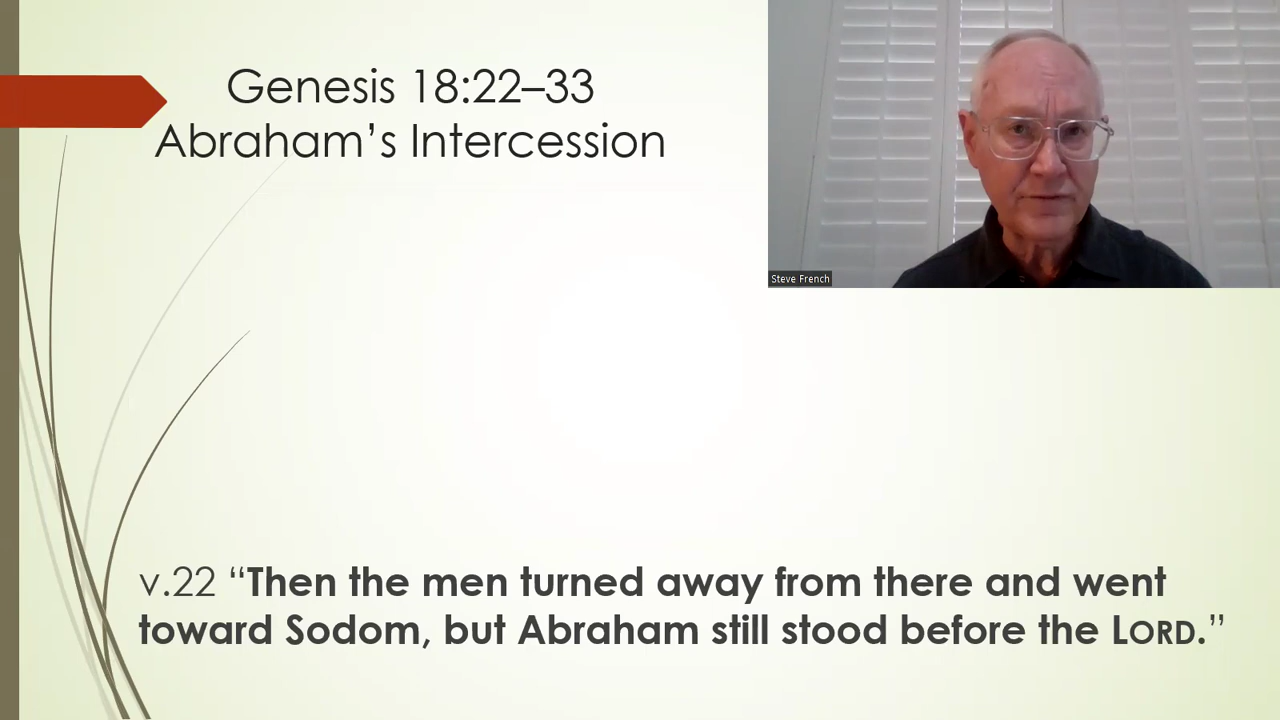 Genesis 18:22–33
Abraham’s Intercession
Steve French
v.22 “Then the men turned away from there and went
toward Sodom, but Abraham still stood before the LORD.”